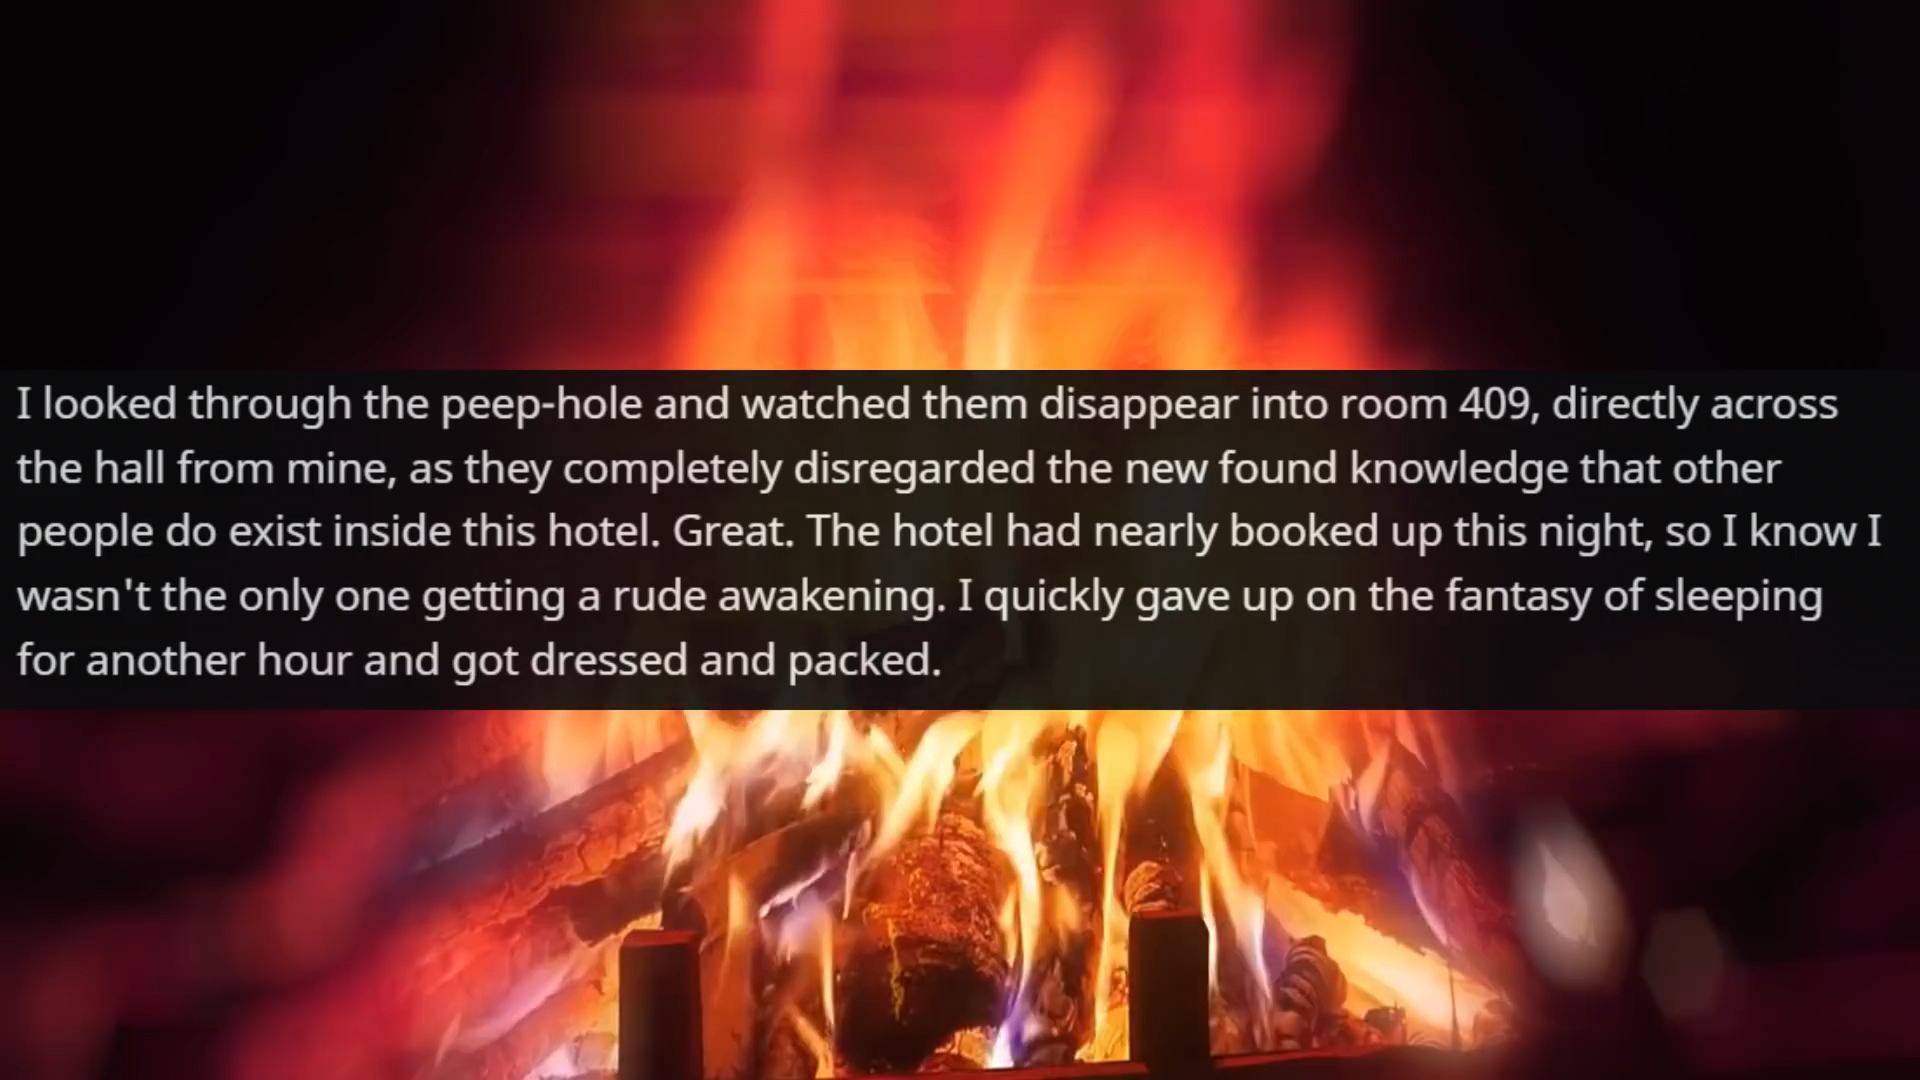 I looked through the peep-hole and watched them disappear into room 409, directly across
the hall from mine, as they completely disregarded the new found knowledge that other
people do exist inside this hotel. Great. The hotel had nearly booked up this night, so I know I
wasn't the only one getting a rude awakening. I quickly gave up on the fantasy of sleeping
for another hour and got dressed and packed.